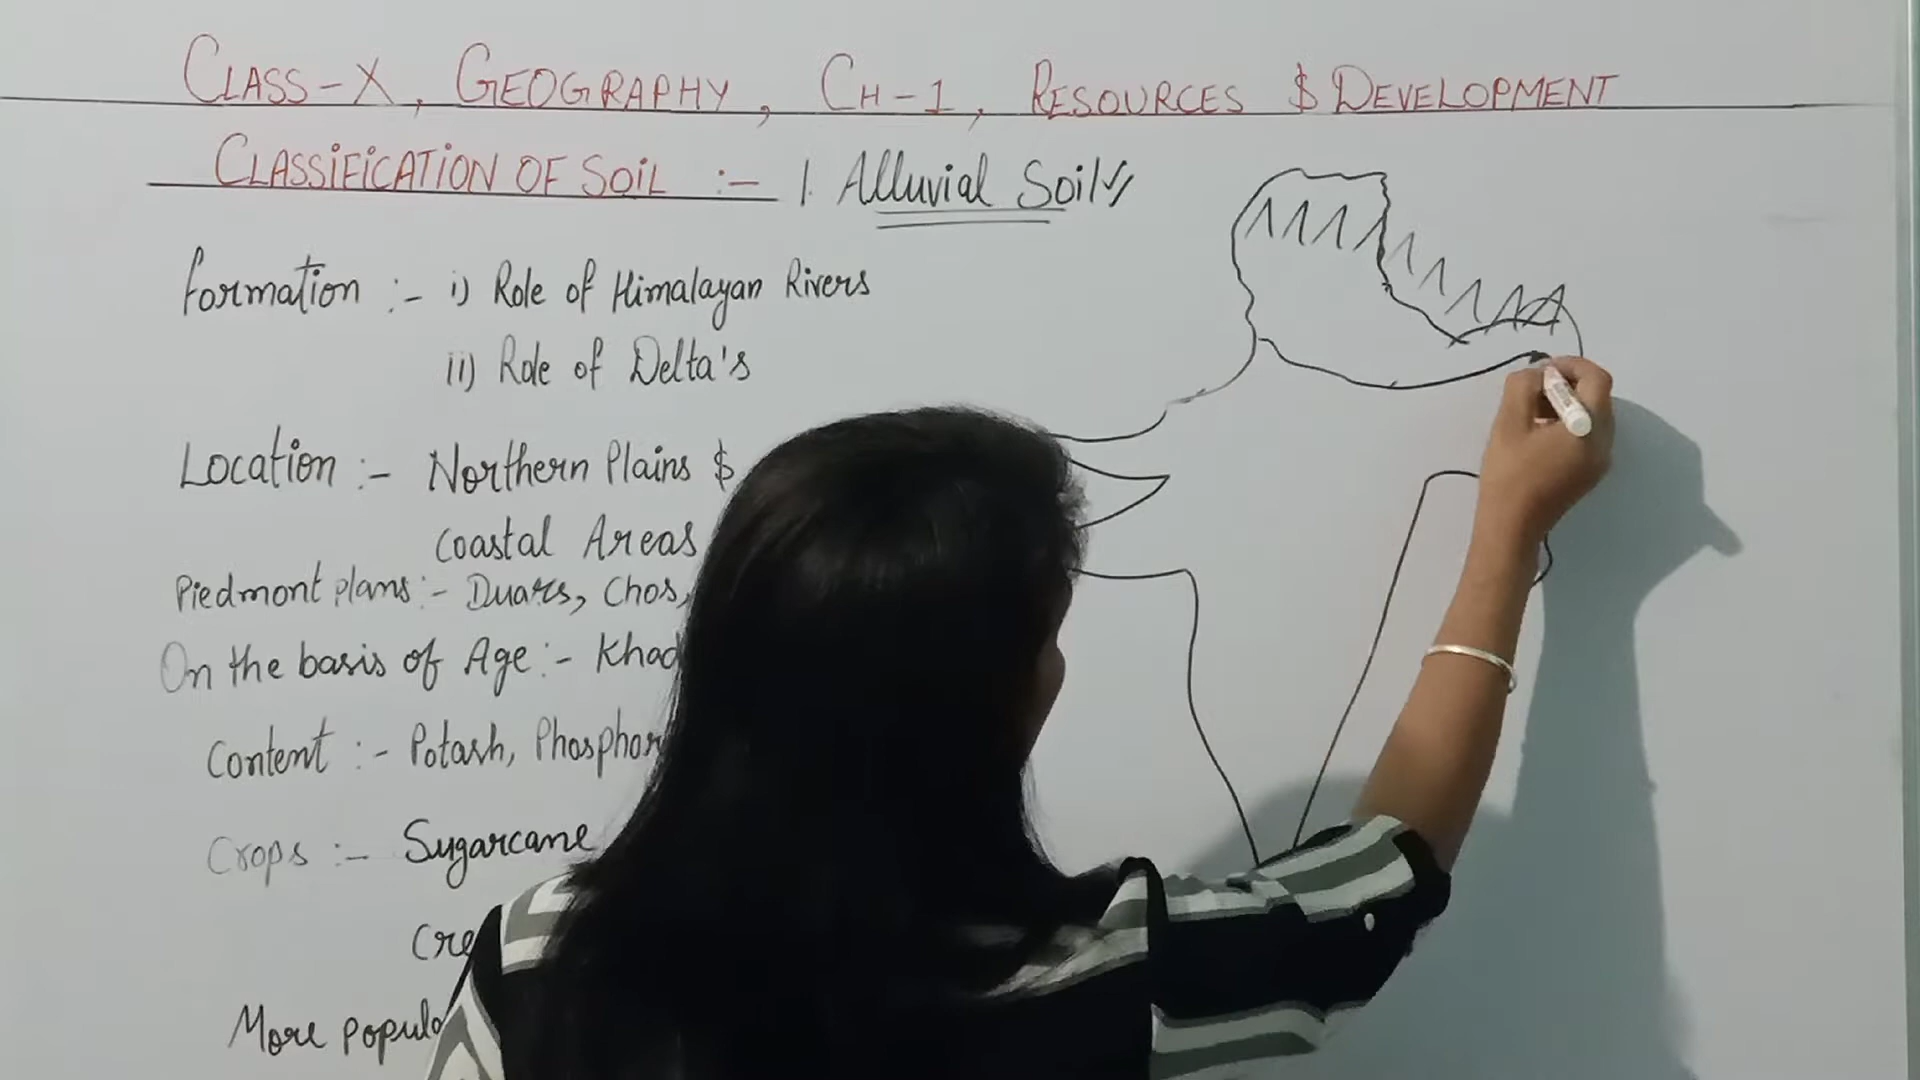 CLASS-X, GEOGRAPHY, CH-1, RESOURCES $ DEVELOPMENT
CLASSIFICATION OF SOIL :- 1. Alluvial Soil
formation :- i) Role of Himalayan Rivers
ii) Role of Delta's
Location :- Northern Plains $
Coastal Areas
Piedmont plans :- Duars, Chos,
On the basis of Age :- Khad
Content :- Potash, Phosphor
Crops :- Sugarcane
Cre
More popula